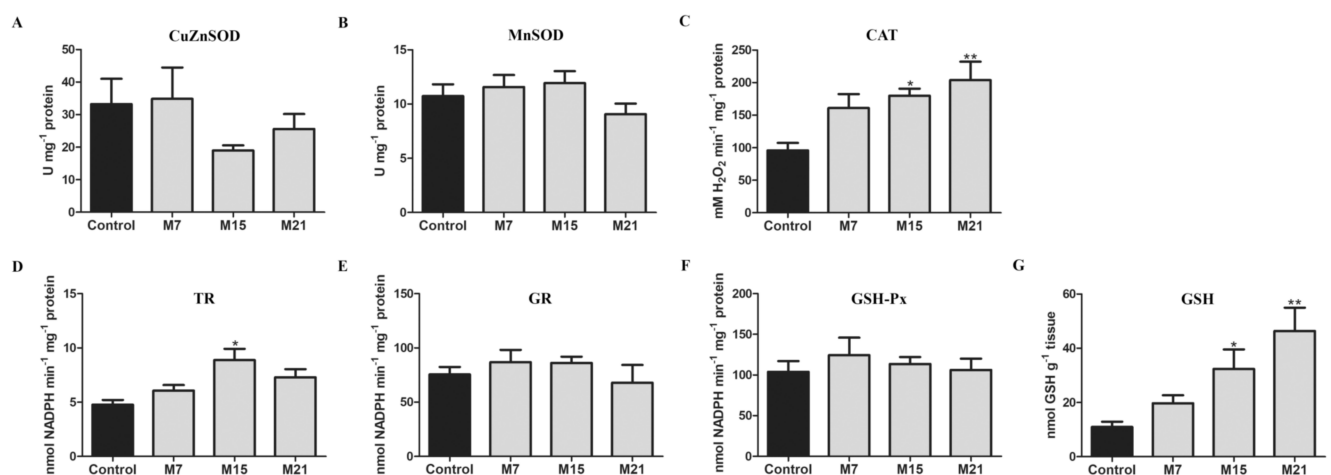 A
CuZnSOD
U mg⁻¹ protein
50
40
30
20
10
0
Control M7 M15 M21
B
MnSOD
U mg⁻¹ protein
15
10
5
0
Control M7 M15 M21
C
CAT
mM H₂O₂ min⁻¹ mg⁻¹ protein
250
200
150
100
50
0
*
**
Control M7 M15 M21
D
TR
nmol NADPH min⁻¹ mg⁻¹ protein
15
10
5
0
*
Control M7 M15 M21
E
GR
nmol NADPH min⁻¹ mg⁻¹ protein
150
100
50
0
Control M7 M15 M21
F
GSH-Px
nmol NADPH min⁻¹ mg⁻¹ protein
200
150
100
50
0
Control M7 M15 M21
G
GSH
nmol GSH g⁻¹ tissue
60
40
20
0
*
**
Control M7 M15 M21